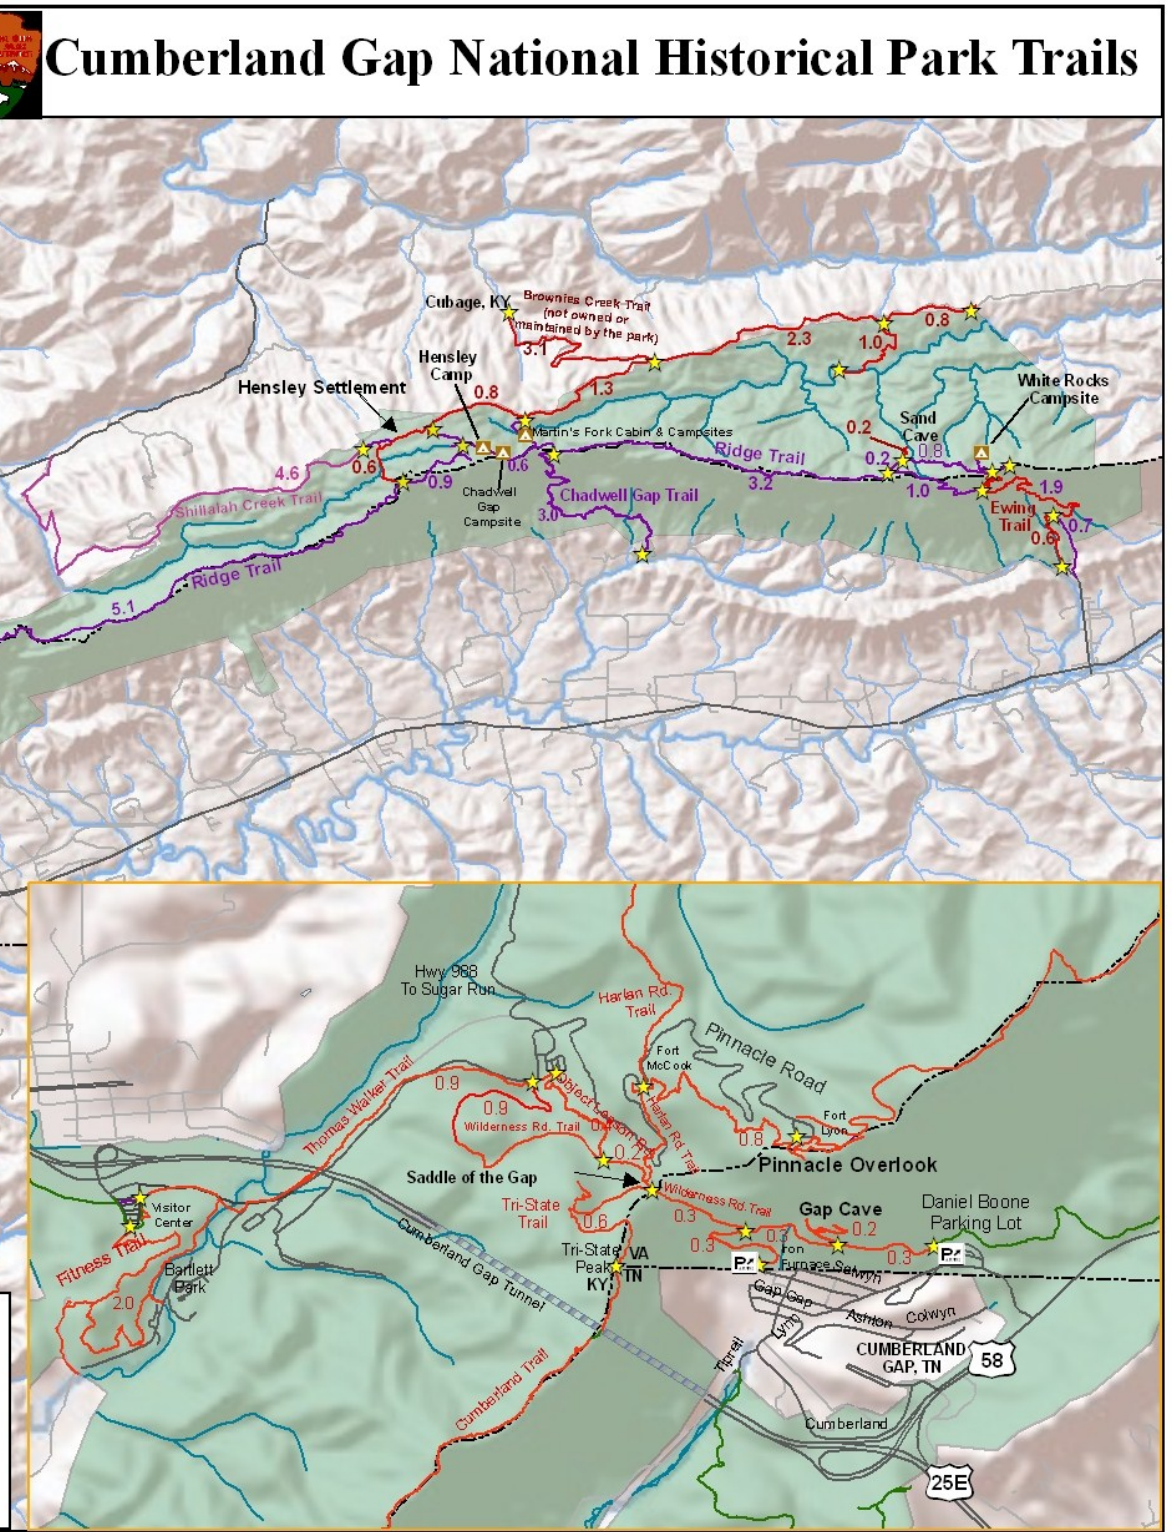 Cumberland Gap National Historical Park Trails
Cubage, KY
Brownies Creek Trail
(not owned or
maintained by the park)
3.1
2.3
1.0
0.8
Hensley
Camp
Hensley Settlement
0.8
1.3
White Rocks
Campsite
Sand
Cave
0.2
0.8
Martin's Fork Cabin & Campsites
Ridge Trail
0.2
4.6
0.6
0.9
0.6
3.2
1.0
1.9
Shillalah Creek Trail
Chadwell
Gap
Campsite
Chadwell Gap Trail
3.0
Ewing
Trail
0.7
0.6
Ridge Trail
5.1
Hwy 988
To Sugar Run
Harlan Rd.
Trail
Pinnacle Road
Fort
McCook
Thomas Walker Trail
0.9
Object Lesson Rd.
0.9
Wilderness Rd. Trail
0.4
Harlan Rd. Trail
Fort
Lyon
0.8
0.2
Pinnacle Overlook
Saddle of the Gap
Wilderness Rd. Trail
Tri-State
Trail
0.6
0.3
Gap Cave
Daniel Boone
Parking Lot
Visitor
Center
0.3
0.3
0.2
0.3
Fitness Trail
Cumberland Gap Tunnel
Tri-State
Peak
VA
KY
TN
Iron
Furnace
Selwyn
Bartlett
Park
2.0
Gap Gap
Ashton
Colwyn
Lynn
Tiprell
CUMBERLAND
GAP, TN
58
Cumberland Trail
Cumberland
25E